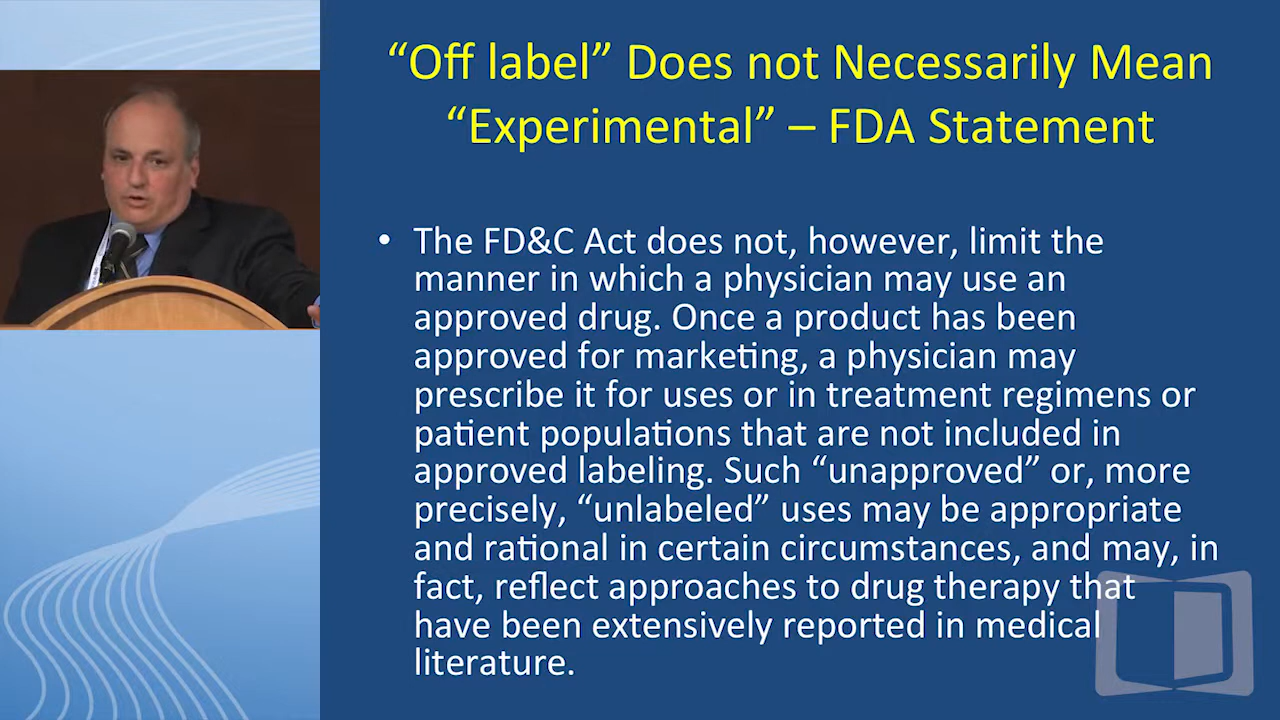 “Off label” Does not Necessarily Mean
“Experimental” – FDA Statement
• The FD&C Act does not, however, limit the
manner in which a physician may use an
approved drug. Once a product has been
approved for marketing, a physician may
prescribe it for uses or in treatment regimens or
patient populations that are not included in
approved labeling. Such “unapproved” or, more
precisely, “unlabeled” uses may be appropriate
and rational in certain circumstances, and may, in
fact, reflect approaches to drug therapy that
have been extensively reported in medical
literature.